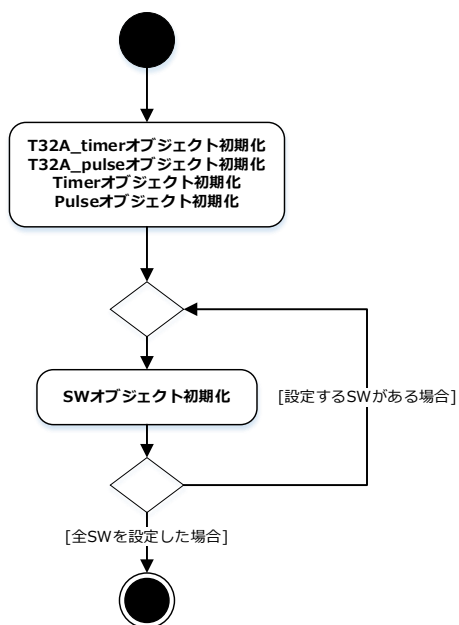 T32A_timerオブジェクト初期化
T32A_pulseオブジェクト初期化
Timerオブジェクト初期化
Pulseオブジェクト初期化
SWオブジェクト初期化
[設定するSWがある場合]
[全SWを設定した場合]